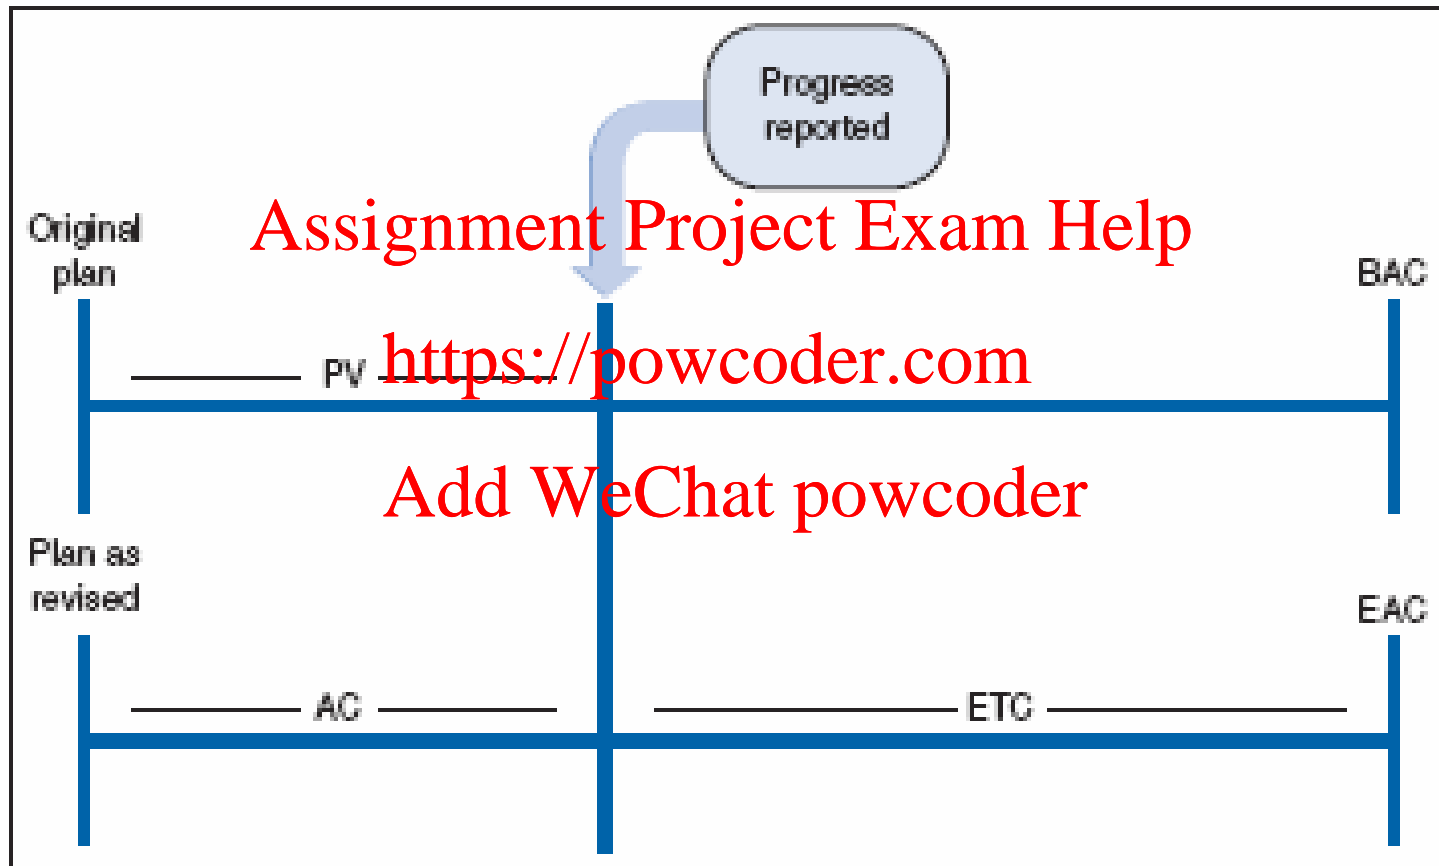 Progress
reported
Original
plan
Assignment Project Exam Help
BAC
https://powcoder.com
PV
Add WeChat powcoder
Plan as
revised
EAC
AC
ETC